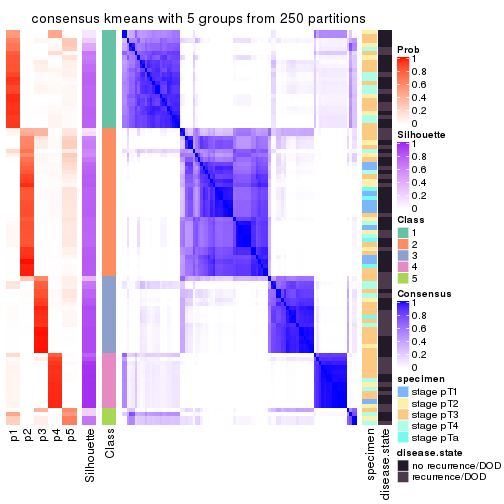 consensus kmeans with 5 groups from 250 partitions
Prob
1
0.8
0.6
0.4
0.2
0
Silhouette
1
0.8
0.6
0.4
0.2
0
Class
1
2
3
4
5
Consensus
1
0.8
0.6
0.4
0.2
0
specimen
stage pT1
stage pT2
stage pT3
stage pT4
stage pTa
disease.state
no recurrence/DOD
recurrence/DOD
p1
p2
p3
p4
p5
Silhouette
Class
specimen
disease.state